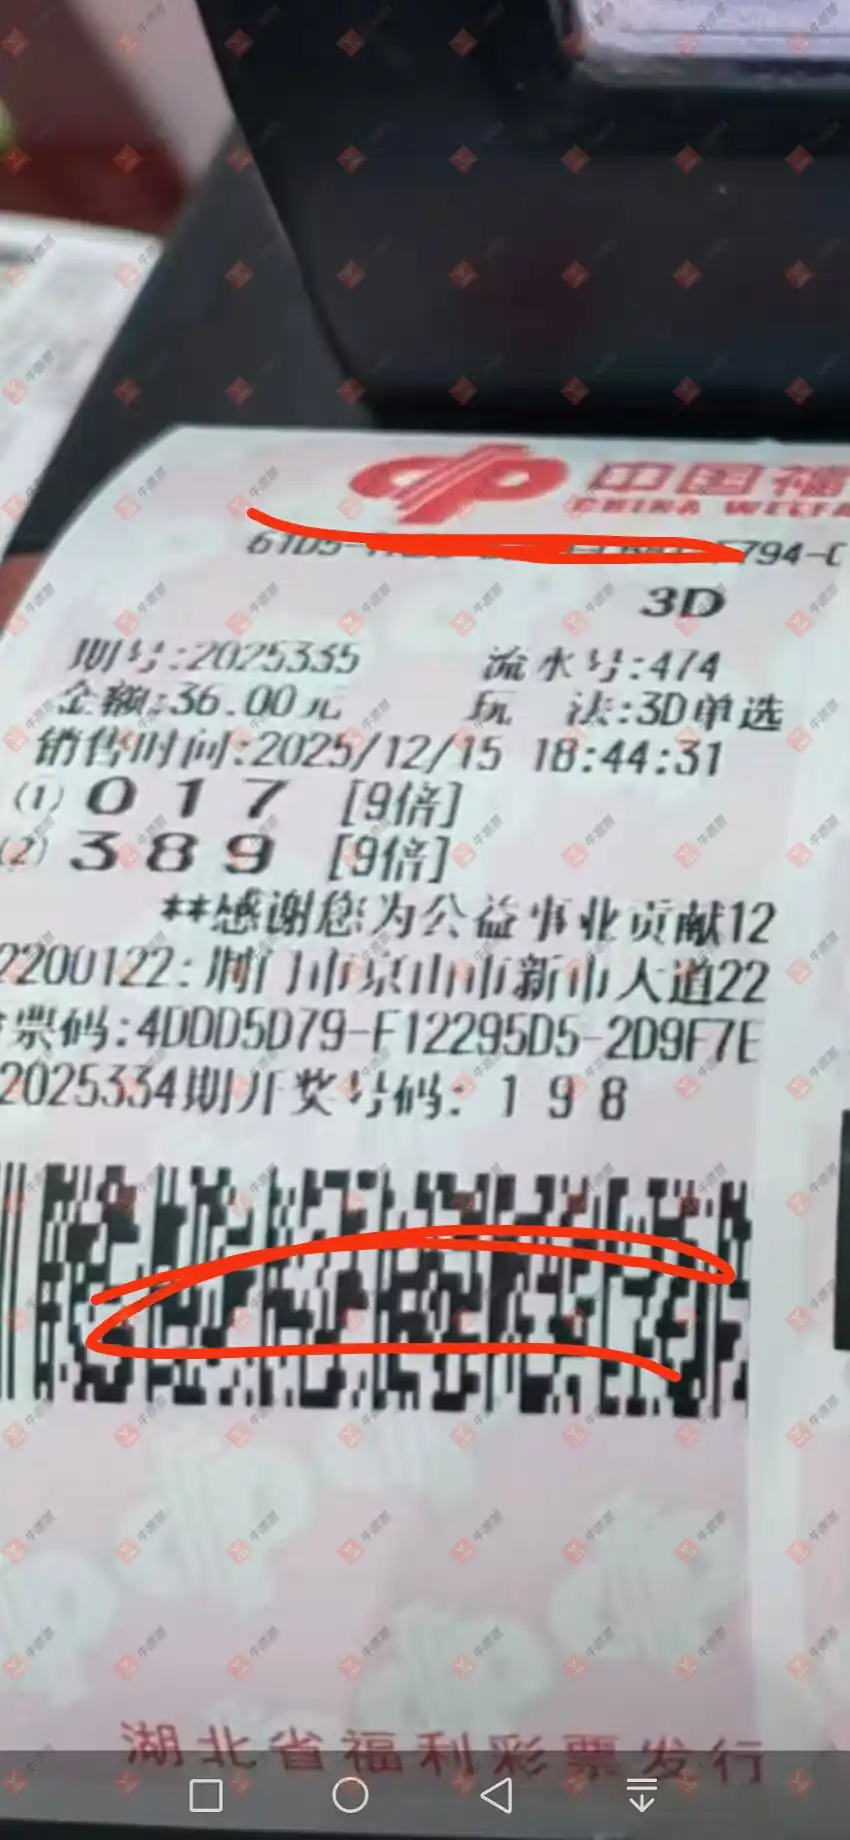 中国福
CHINA WELFA
794-C
3D
期号:2025335 流水号:474
金额:36.00元 玩 法:3D单选
销售时间:2025/12/15 18:44:31
(1) 0 1 7 [9倍]
(2) 3 8 9 [9倍]
**感谢您为公益事业贡献12
2200122:荆门市京山市新市大道22
票码:4DDD5D79-F12295D5-2D9F7E
2025334期开奖号码: 1 9 8
湖北省福利彩票发行